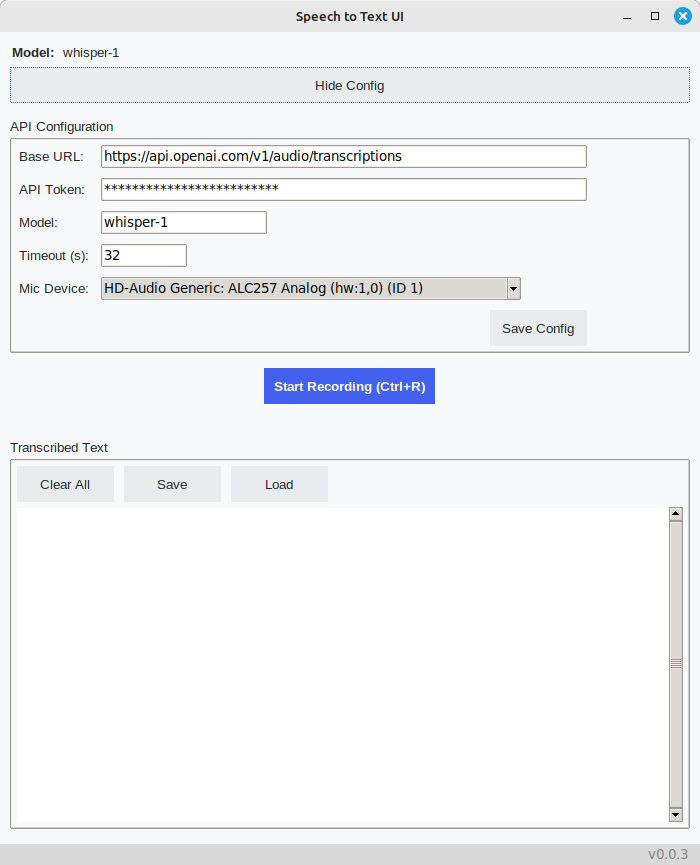 Speech to Text UI
Model: whisper-1
Hide Config
API Configuration
Base URL: https://api.openai.com/v1/audio/transcriptions
API Token: *************************
Model: whisper-1
Timeout (s): 32
Mic Device: HD-Audio Generic: ALC257 Analog (hw:1,0) (ID 1)
Save Config
Start Recording (Ctrl+R)
Transcribed Text
Clear All Save Load
v0.0.3